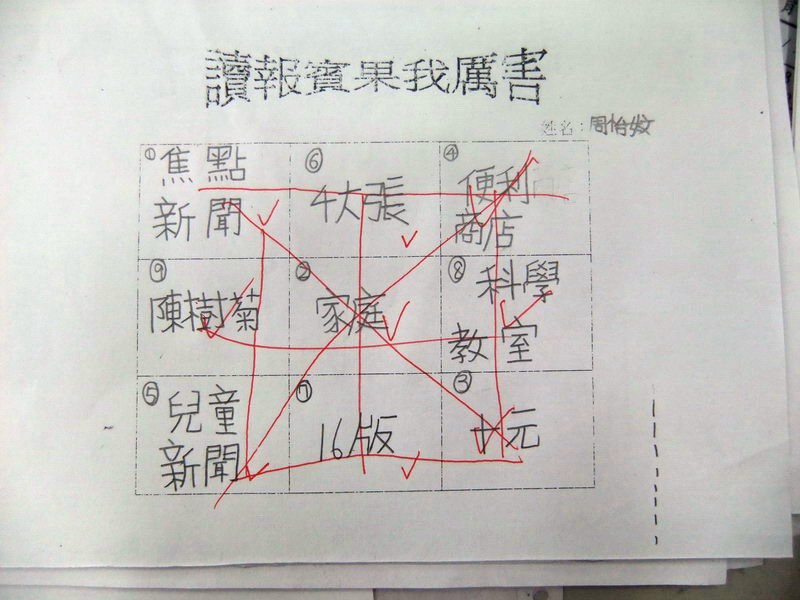 讀報賓果我厲害
姓名：周怡妏
①焦點
新聞
⑥
4大張
④
便利
商店
⑨
陳樹菊
②
家庭
⑧科學
教室
⑤兒童
新聞
⑦
16版
③
十元